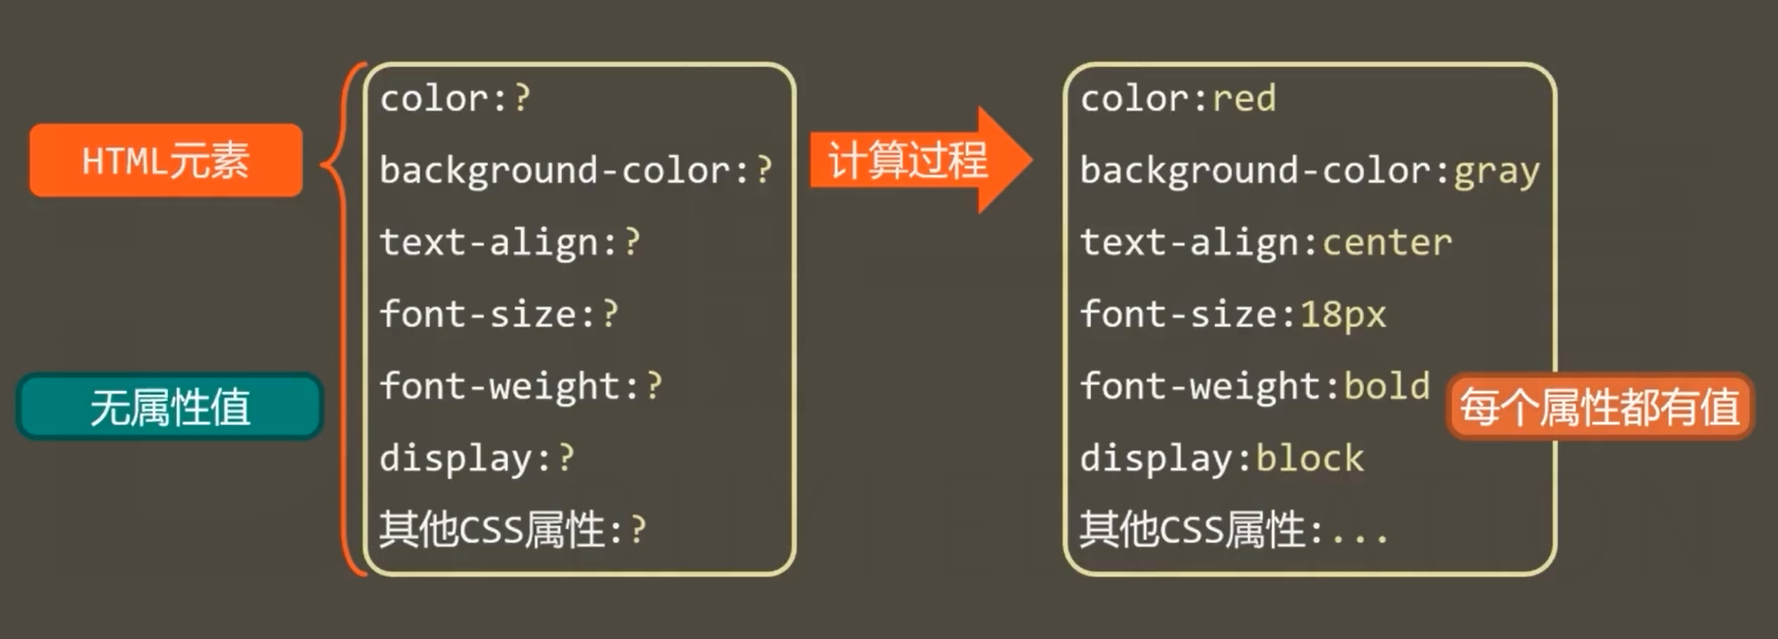 HTML元素
无属性值
color:?
background-color:?
text-align:?
font-size:?
font-weight:?
display:?
其他CSS属性:?
计算过程
color:red
background-color:gray
text-align:center
font-size:18px
font-weight:bold
display:block
其他CSS属性:...
每个属性都有值